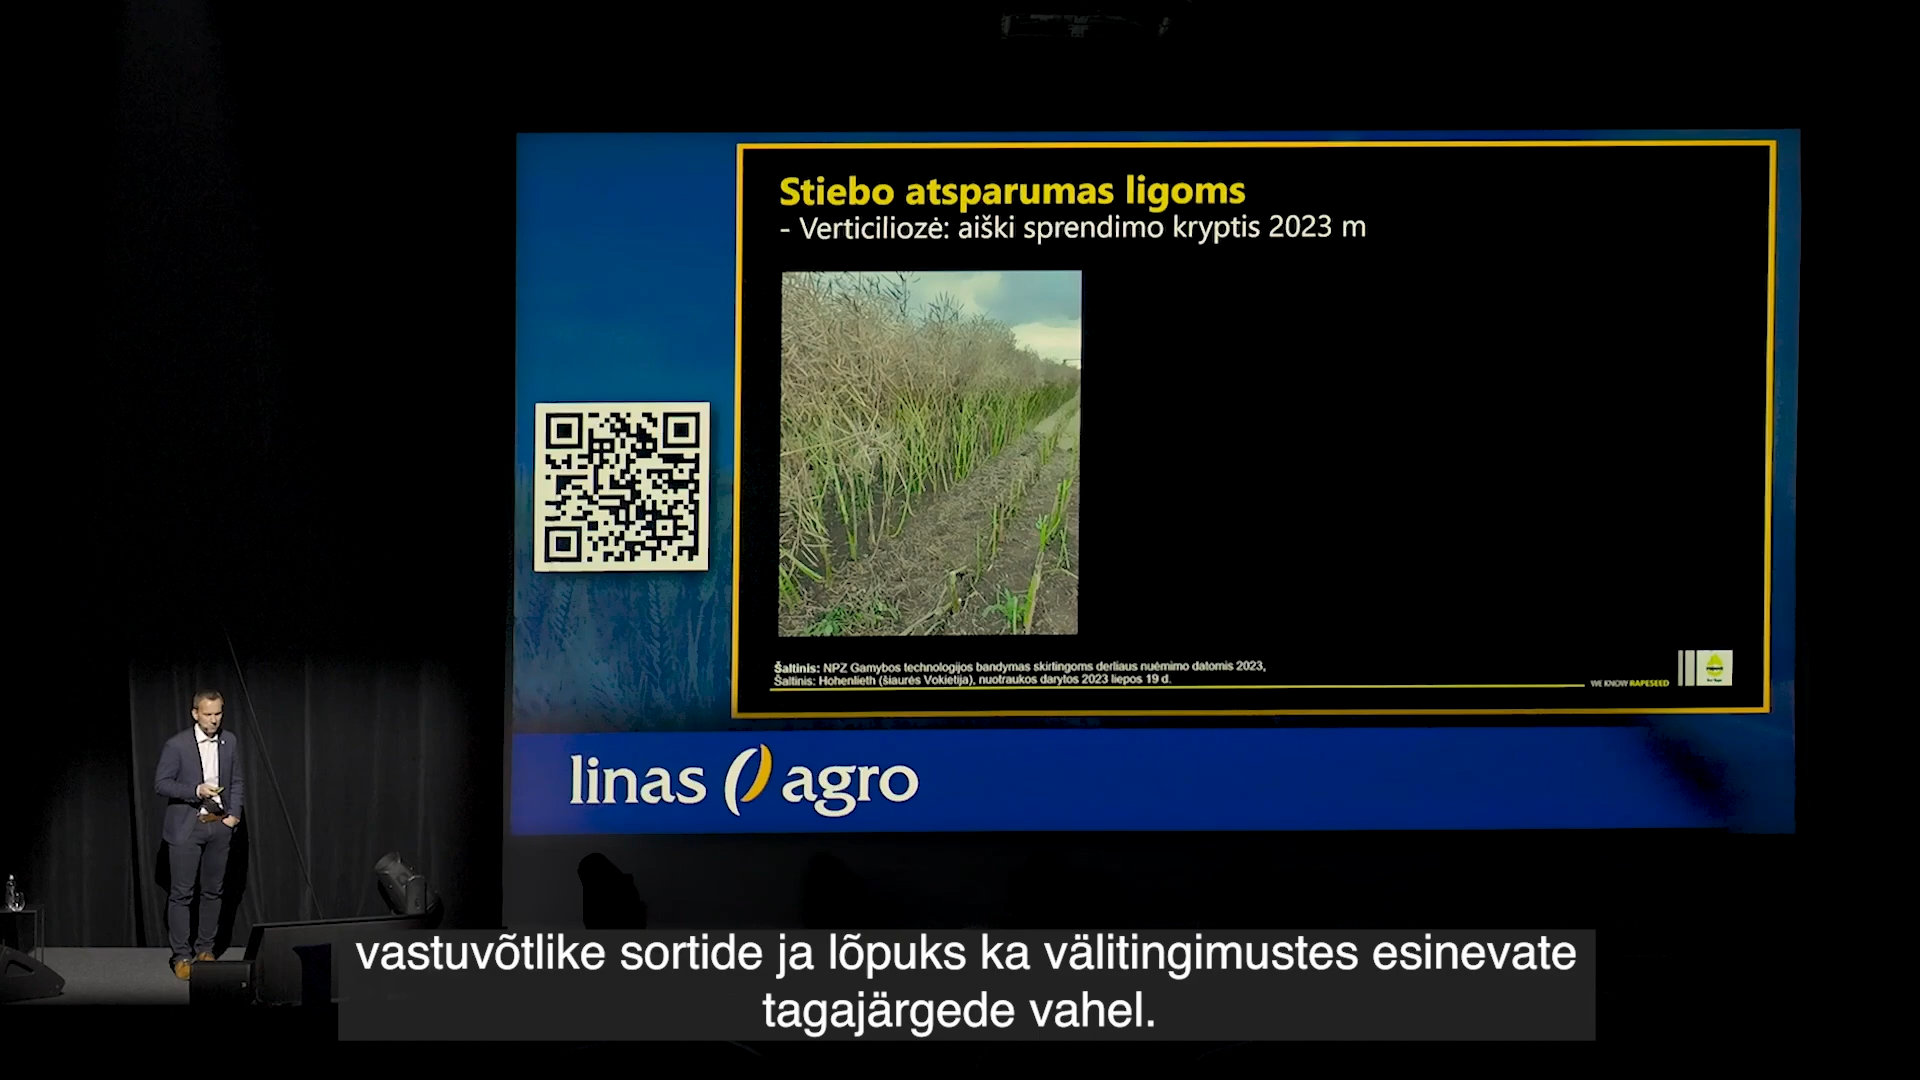 Stiebo atsparumas ligoms
- Verticiliozė: aiški sprendimo kryptis 2023 m
Šaltinis: NPZ Gamybos technologijos bandymas skirtingoms derliaus nuėmimo datomis 2023,
Šaltinis: Hohenlieth (šiaurės Vokietija), nuotraukos darytos 2023 liepos 19 d.
WE KNOW RAPESEED
linas agro
vastuvõtlike sortide ja lõpuks ka välitingimustes esinevate
tagajärgede vahel.